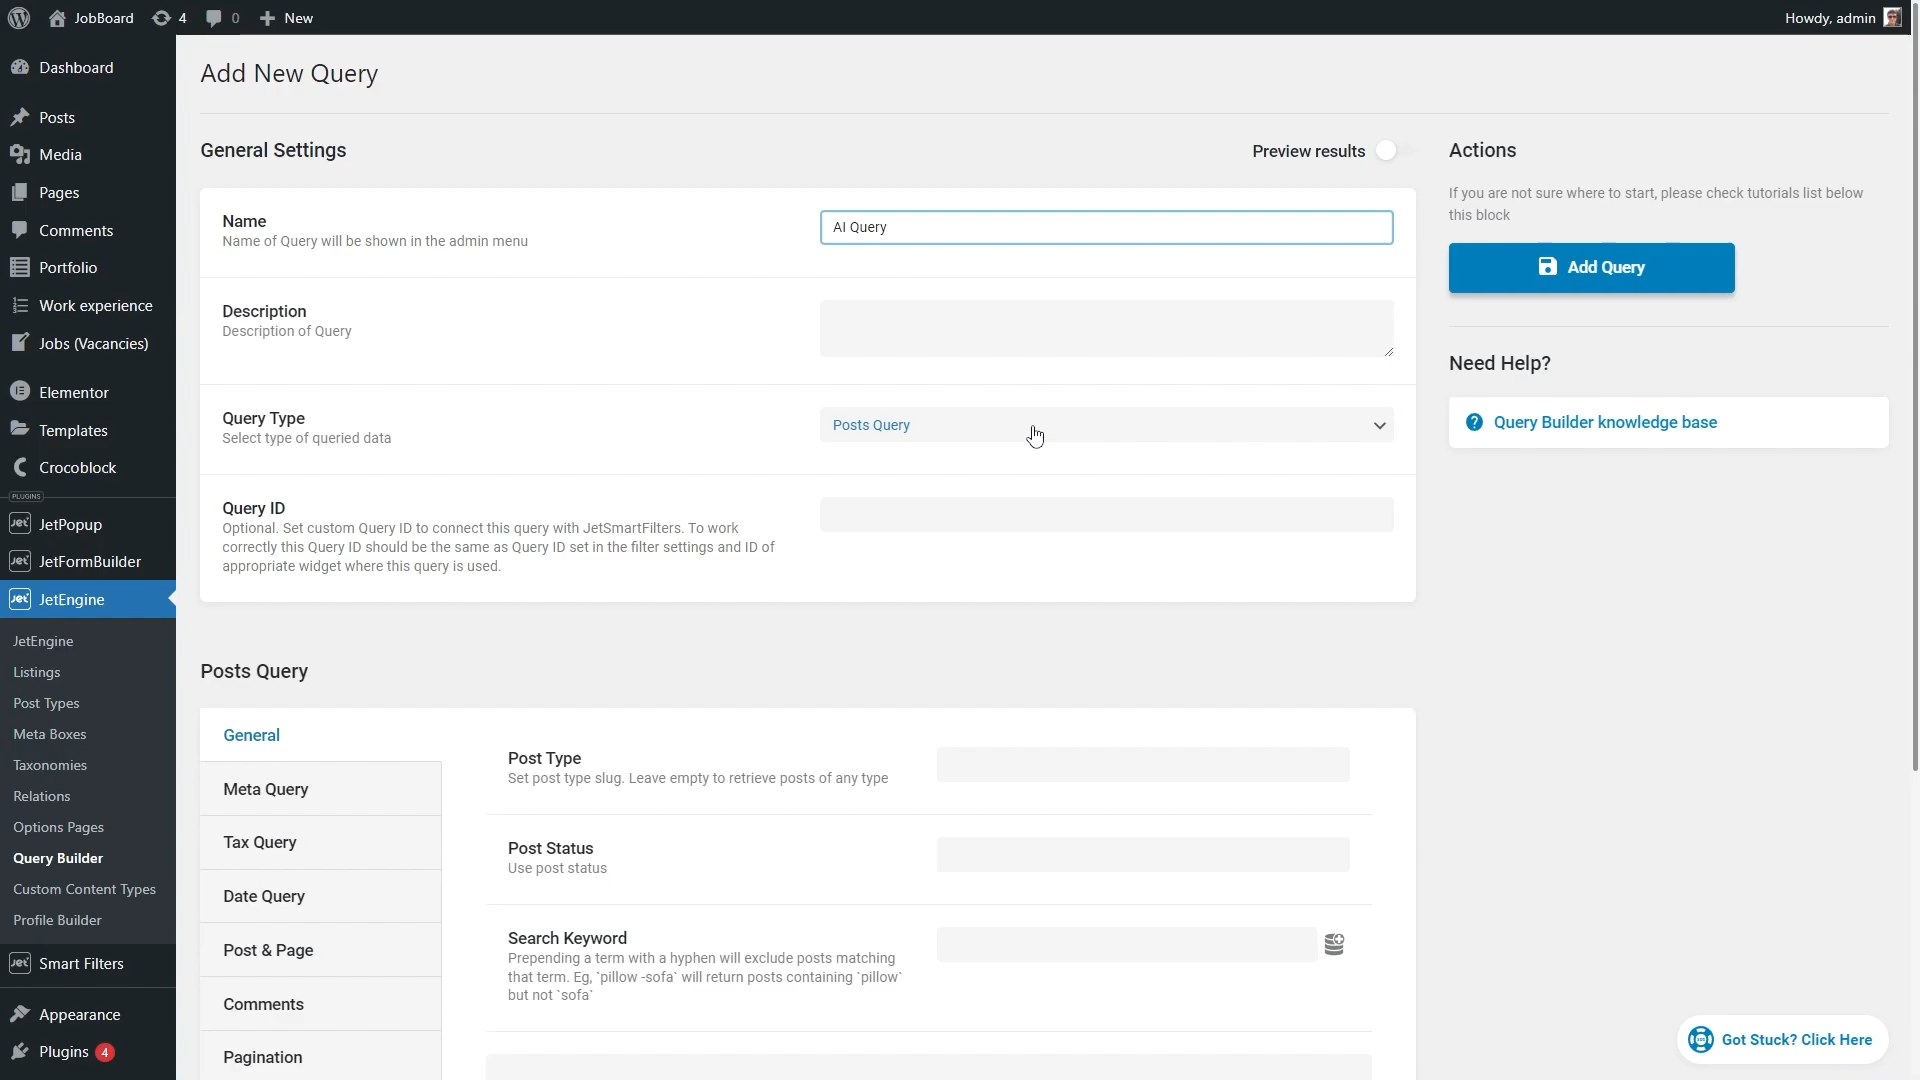 JobBoard 4 0 New Howdy, admin
Dashboard
Posts
Media
Pages
Comments
Portfolio
Work experience
Jobs (Vacancies)
Elementor
Templates
Crocoblock
PLUGINS
Jet JetPopup
Jet JetFormBuilder
Jet JetEngine
JetEngine
Listings
Post Types
Meta Boxes
Taxonomies
Relations
Options Pages
Query Builder
Custom Content Types
Profile Builder
Jet Smart Filters
Appearance
Plugins 4
Add New Query
General Settings
Preview results
Name
Name of Query will be shown in the admin menu
AI Query
Description
Description of Query
Query Type
Select type of queried data
Posts Query
Query ID
Optional. Set custom Query ID to connect this query with JetSmartFilters. To work
correctly this Query ID should be the same as Query ID set in the filter settings and ID of
appropriate widget where this query is used.
Posts Query
General
Meta Query
Tax Query
Date Query
Post & Page
Comments
Pagination
Post Type
Set post type slug. Leave empty to retrieve posts of any type
Post Status
Use post status
Search Keyword
Prepending a term with a hyphen will exclude posts matching
that term. Eg, `pillow -sofa` will return posts containing `pillow`
but not `sofa`
Actions
If you are not sure where to start, please check tutorials list below
this block
Add Query
Need Help?
Query Builder knowledge base
Got Stuck? Click Here